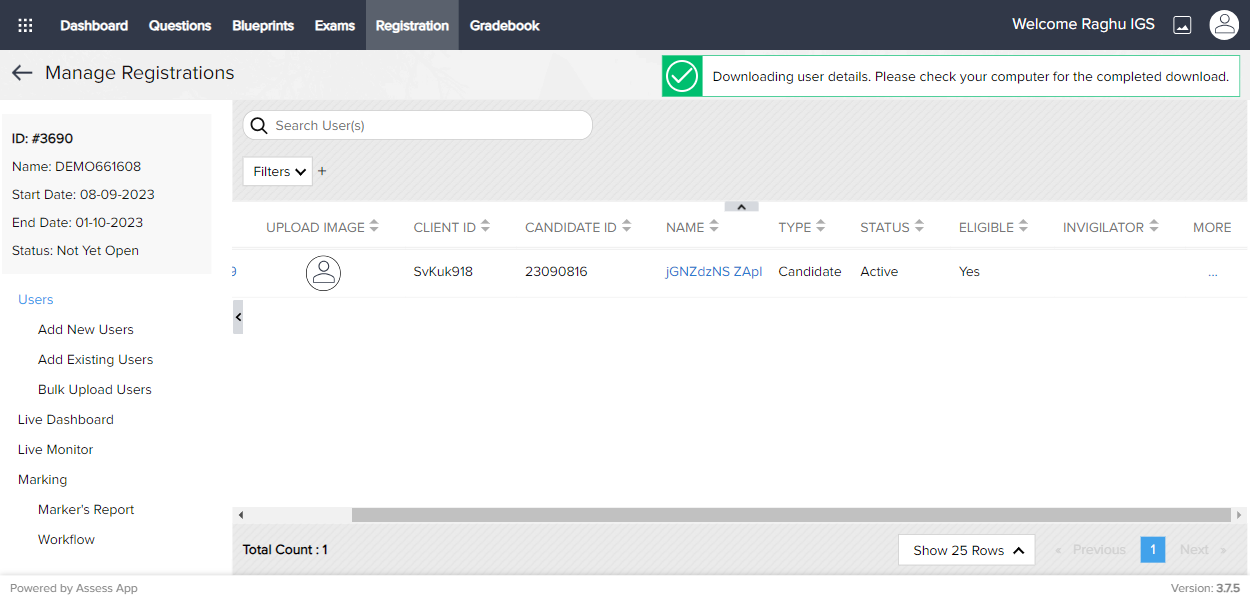 Dashboard Questions Blueprints Exams Registration Gradebook Welcome Raghu IGS
Manage Registrations
Downloading user details. Please check your computer for the completed download.
ID: #3690
Name: DEMO661608
Start Date: 08-09-2023
End Date: 01-10-2023
Status: Not Yet Open
Users
Add New Users
Add Existing Users
Bulk Upload Users
Live Dashboard
Live Monitor
Marking
Marker's Report
Workflow
Search User(s)
Filters +
UPLOAD IMAGE CLIENT ID CANDIDATE ID NAME TYPE STATUS ELIGIBLE INVIGILATOR MORE
9 SvKuk918 23090816 jGNZdzNS ZApl Candidate Active Yes ...
Total Count : 1 Show 25 Rows « Previous 1 Next »
Powered by Assess App Version: 3.7.5